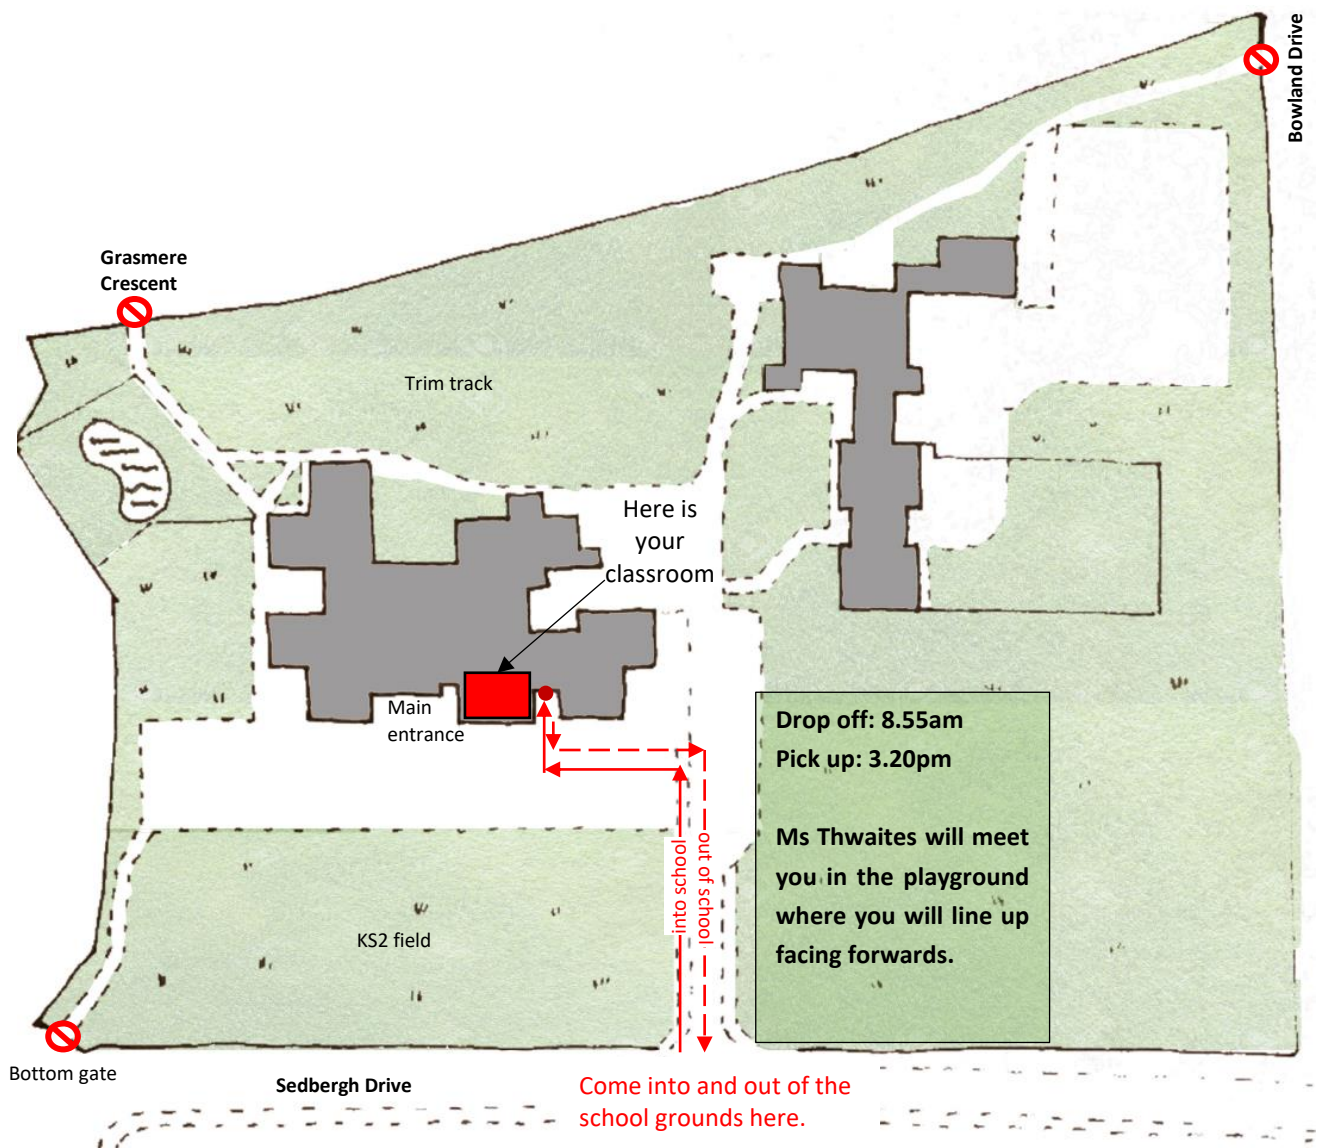 Bowland Drive
Grasmere
Crescent
Trim track
Here is
your
classroom
Main
entrance
Drop off: 8.55am
Pick up: 3.20pm
Ms Thwaites will meet
you in the playground
where you will line up
facing forwards.
into school
out of school
KS2 field
Bottom gate
Sedbergh Drive
Come into and out of the
school grounds here.